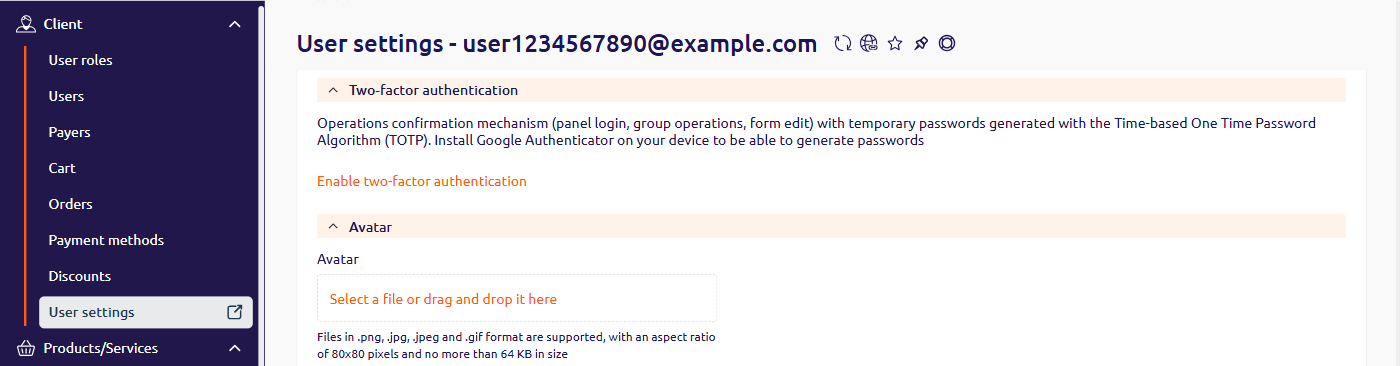 Client
User roles
Users
Payers
Cart
Orders
Payment methods
Discounts
User settings
Products/Services
User settings - user1234567890@example.com
Two-factor authentication
Operations confirmation mechanism (panel login, group operations, form edit) with temporary passwords generated with the Time-based One Time Password
Algorithm (TOTP). Install Google Authenticator on your device to be able to generate passwords
Enable two-factor authentication
Avatar
Avatar
Select a file or drag and drop it here
Files in .png, .jpg, .jpeg and .gif format are supported, with an aspect ratio
of 80x80 pixels and no more than 64 KB in size